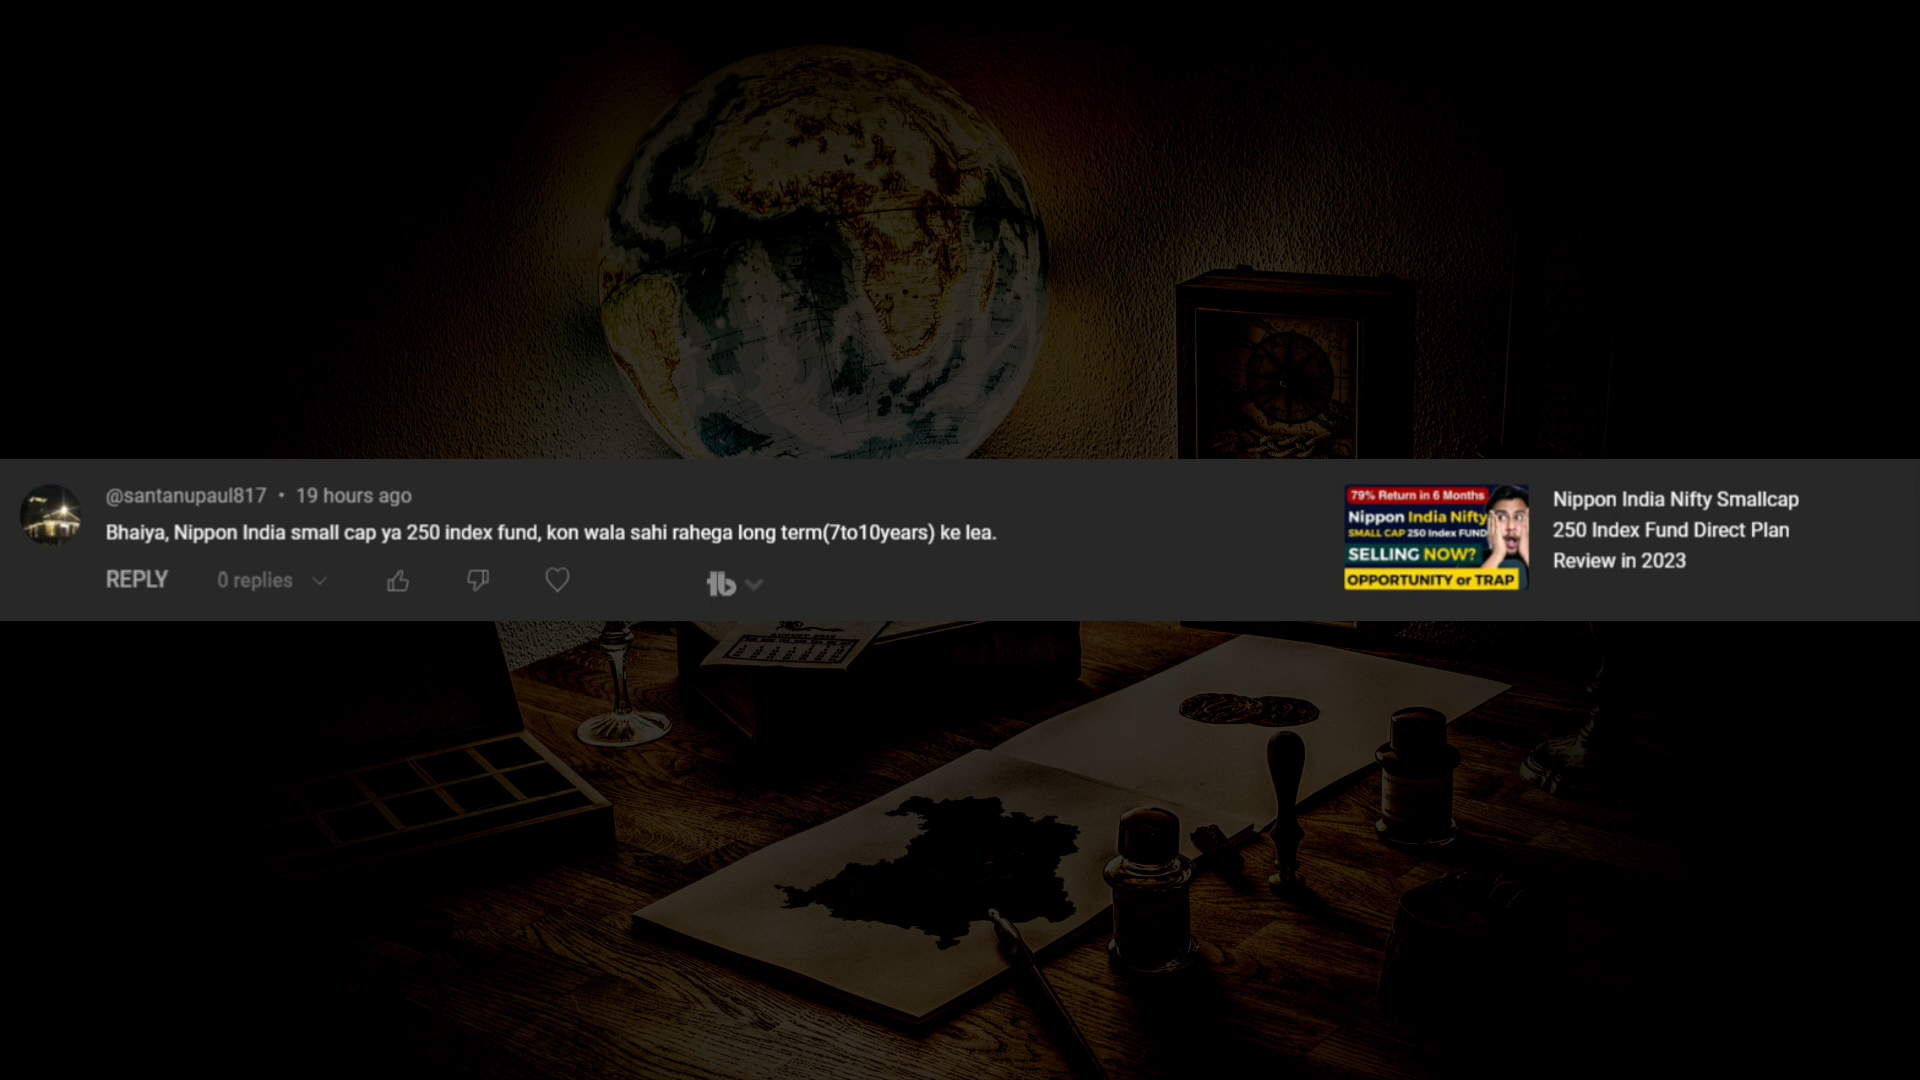 @santanupaul817 • 19 hours ago
Bhaiya, Nippon India small cap ya 250 index fund, kon wala sahi rahega long term(7to10years) ke lea.
REPLY 0 replies
79% Return in 6 Months
Nippon India Nifty
SMALL CAP 250 Index FUND
SELLING NOW?
OPPORTUNITY or TRAP
Nippon India Nifty Smallcap
250 Index Fund Direct Plan
Review in 2023